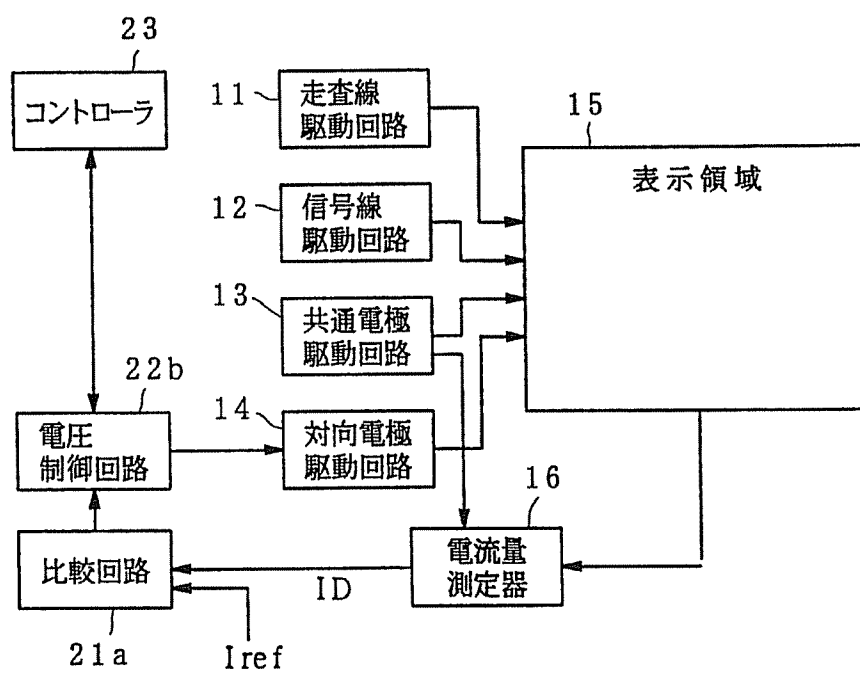 23
コントローラ
11
走査線
駆動回路
15
表示領域
12
信号線
駆動回路
13
共通電極
駆動回路
22b
電圧
制御回路
14
対向電極
駆動回路
16
電流量
測定器
比較回路
ID
21a
Iref